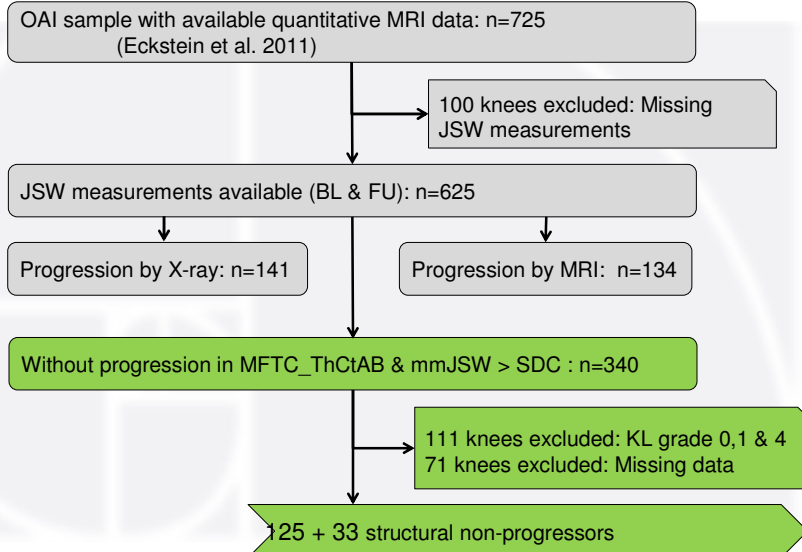 OAI sample with available quantitative MRI data: n=725
(Eckstein et al. 2011)
100 knees excluded: Missing
JSW measurements
JSW measurements available (BL & FU): n=625
Progression by X-ray: n=141
Progression by MRI: n=134
Without progression in MFTC_ThCtAB & mmJSW > SDC : n=340
111 knees excluded: KL grade 0,1 & 4
71 knees excluded: Missing data
125 + 33 structural non-progressors